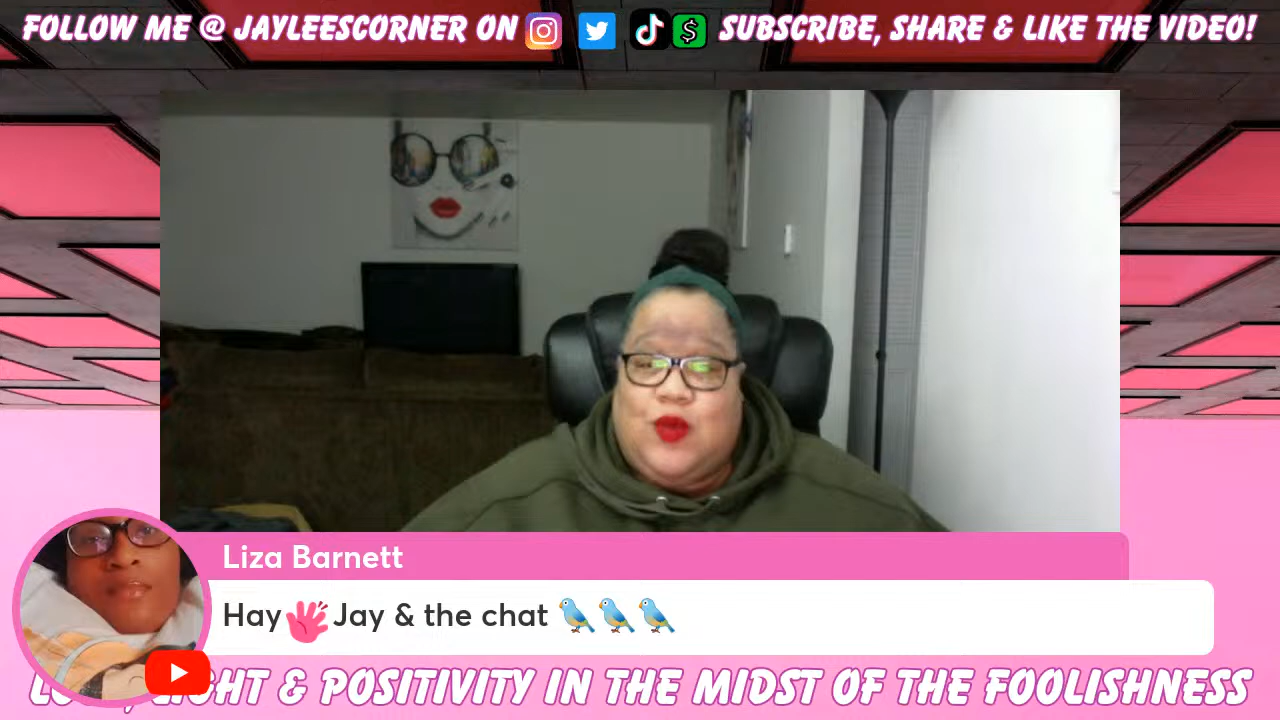 FOLLOW ME @ JAYLEESCORNER ON SUBSCRIBE, SHARE & LIKE THE VIDEO!
Liza Barnett
Hay Jay & the chat
& POSITIVITY IN THE MIDST OF THE FOOLISHNESS